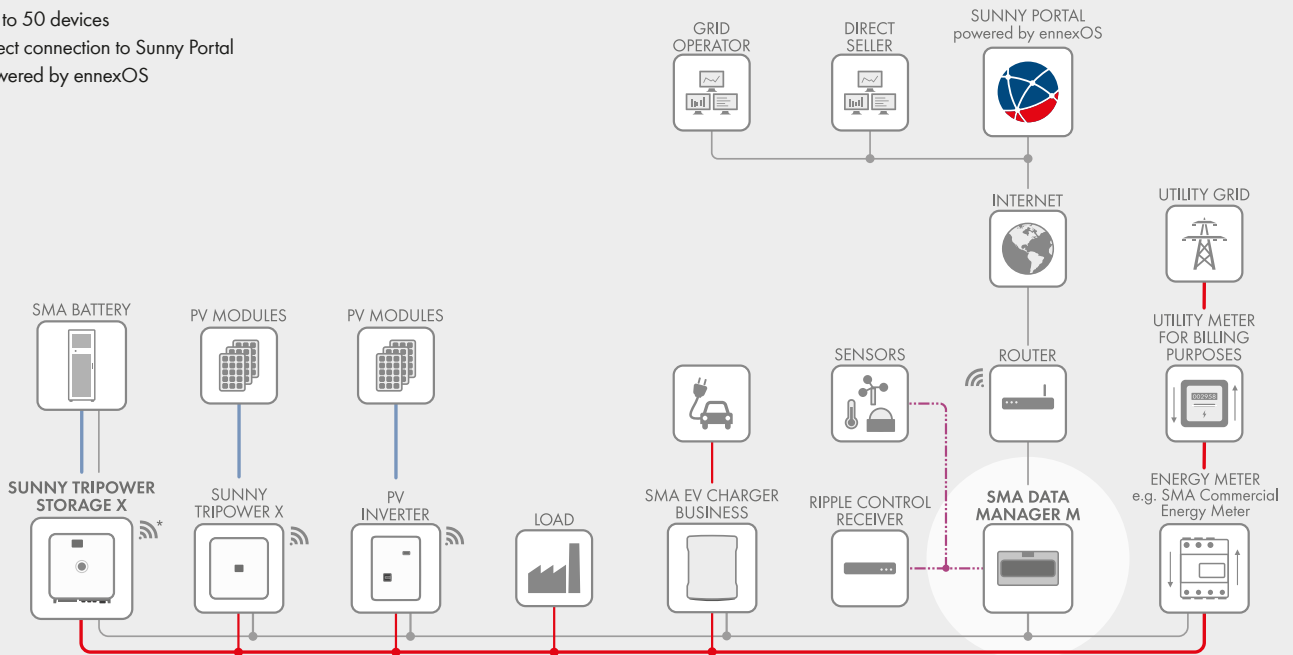 to 50 devices
ect connection to Sunny Portal
wered by ennexOS
GRID
OPERATOR
DIRECT
SELLER
SUNNY PORTAL
powered by ennexOS
INTERNET
UTILITY GRID
SMA BATTERY
PV MODULES
PV MODULES
SENSORS
ROUTER
UTILITY METER
FOR BILLING
PURPOSES
002958
SUNNY TRIPOWER
STORAGE X
*
SUNNY
TRIPOWER X
PV
INVERTER
LOAD
SMA EV CHARGER
BUSINESS
RIPPLE CONTROL
RECEIVER
SMA DATA
MANAGER M
ENERGY METER
e.g. SMA Commercial
Energy Meter